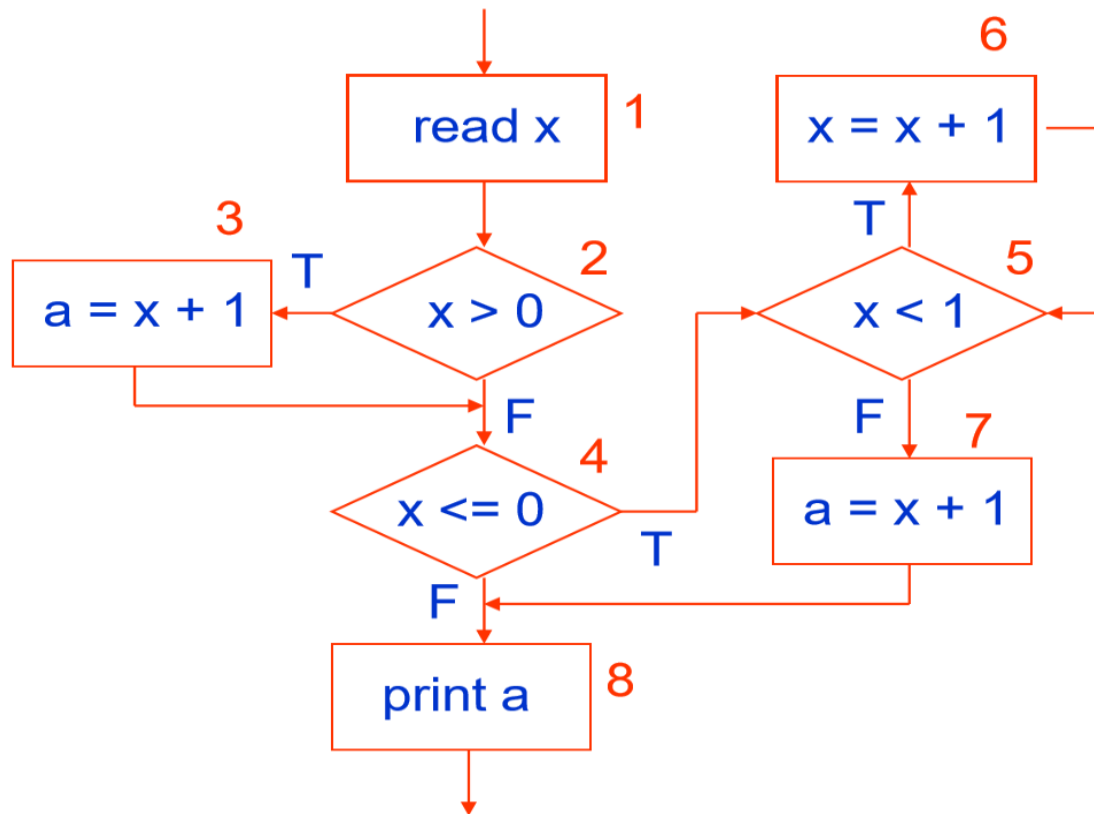 read x
1
x = x + 1
6
T
3
a = x + 1
T
x > 0
2
x < 1
5
F
F
4
x <= 0
T
7
a = x + 1
F
print a
8